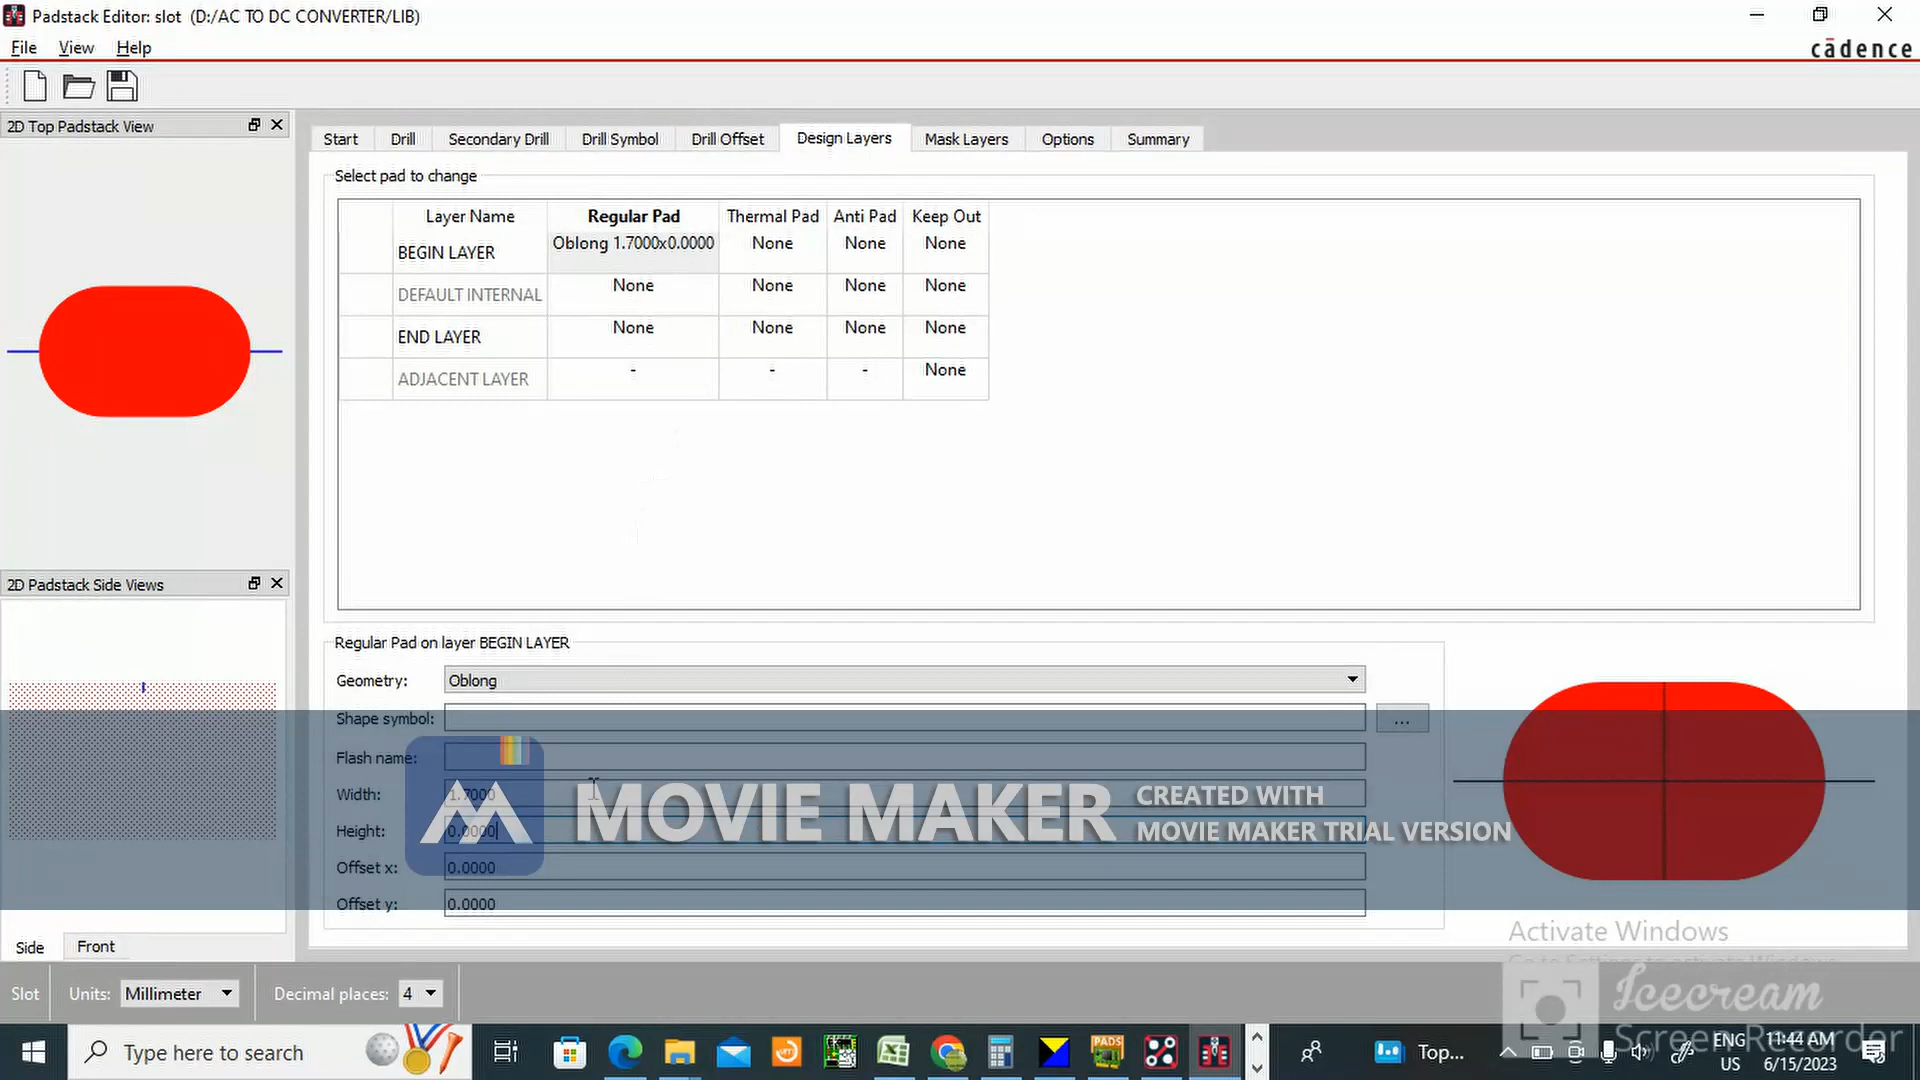 Padstack Editor: slot (D:/AC TO DC CONVERTER/LIB)
File View Help
cādence
2D Top Padstack View
Start Drill Secondary Drill Drill Symbol Drill Offset Design Layers Mask Layers Options Summary
Select pad to change
Layer Name Regular Pad Thermal Pad Anti Pad Keep Out
BEGIN LAYER Oblong 1.7000x0.0000 None None None
DEFAULT INTERNAL None None None None
END LAYER None None None None
ADJACENT LAYER - - - None
2D Padstack Side Views
Regular Pad on layer BEGIN LAYER
Geometry: Oblong
Shape symbol: ...
Flash name:
Width: 1.7000
Height: 0.0000
Offset x: 0.0000
Offset y: 0.0000
MOVIE MAKER
CREATED WITH
MOVIE MAKER TRIAL VERSION
Activate Windows
Side Front
Slot Units: Millimeter Decimal places: 4
Icecream
Screen Recorder
Type here to search
PADS
Top...
ENG
US
11:44 AM
6/15/2023